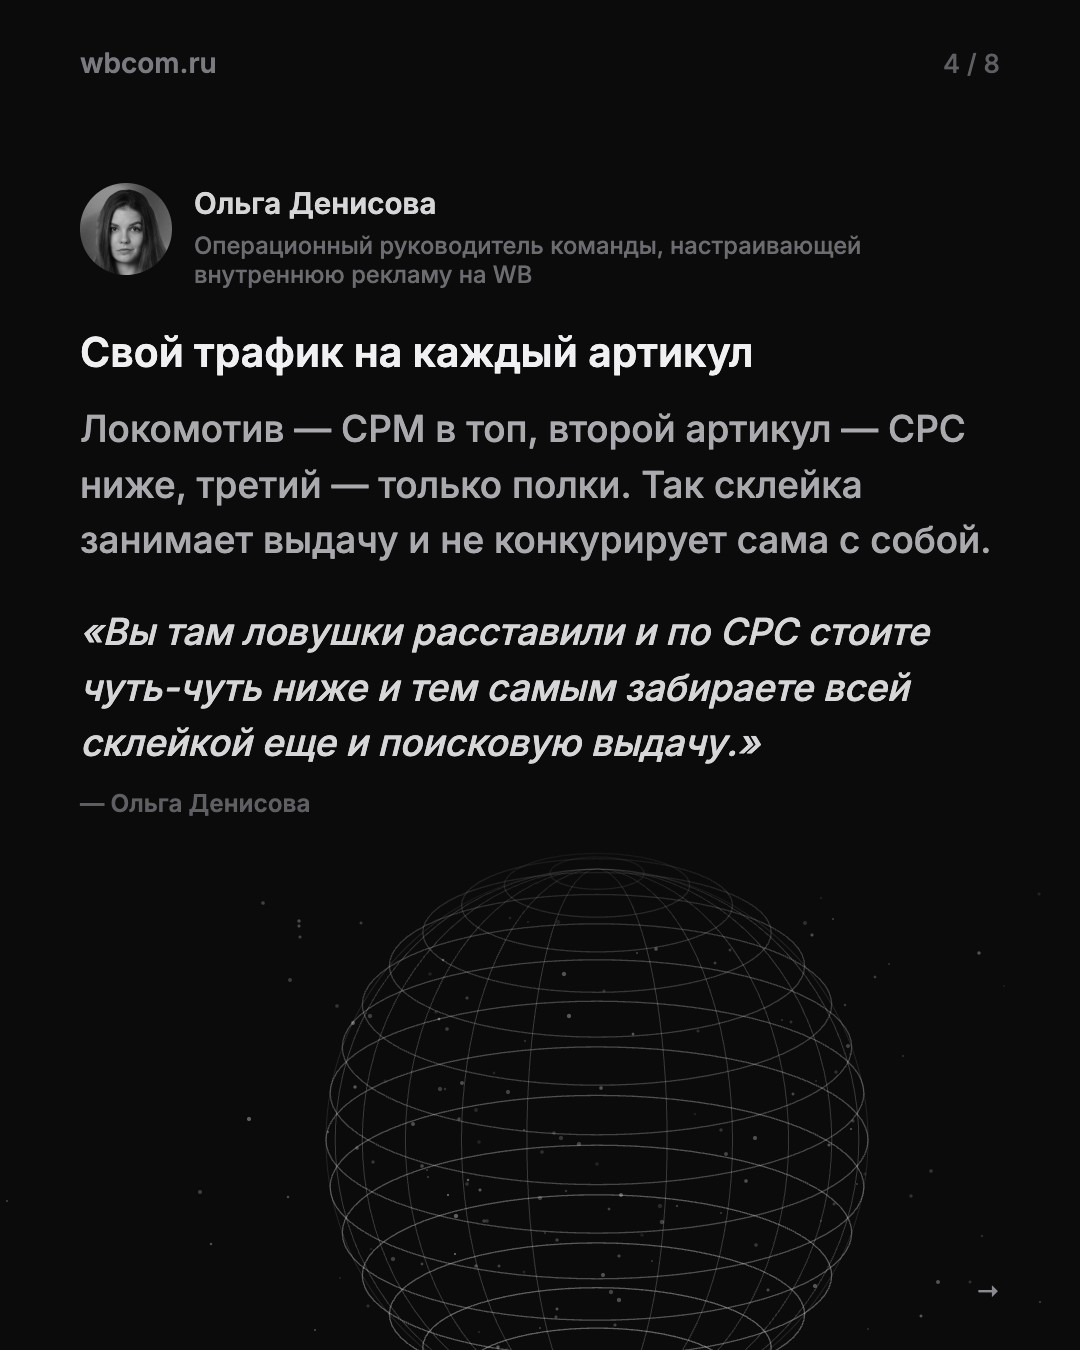 wbcom.ru
4 / 8
Ольга Денисова
Операционный руководитель команды, настраивающей
внутреннюю рекламу на WB
Свой трафик на каждый артикул
Локомотив — CPM в топ, второй артикул — CPC
ниже, третий — только полки. Так склейка
занимает выдачу и не конкурирует сама с собой.
«Вы там ловушки расставили и по CPC стоите
чуть-чуть ниже и тем самым забираете всей
склейкой еще и поисковую выдачу.»
— Ольга Денисова
→